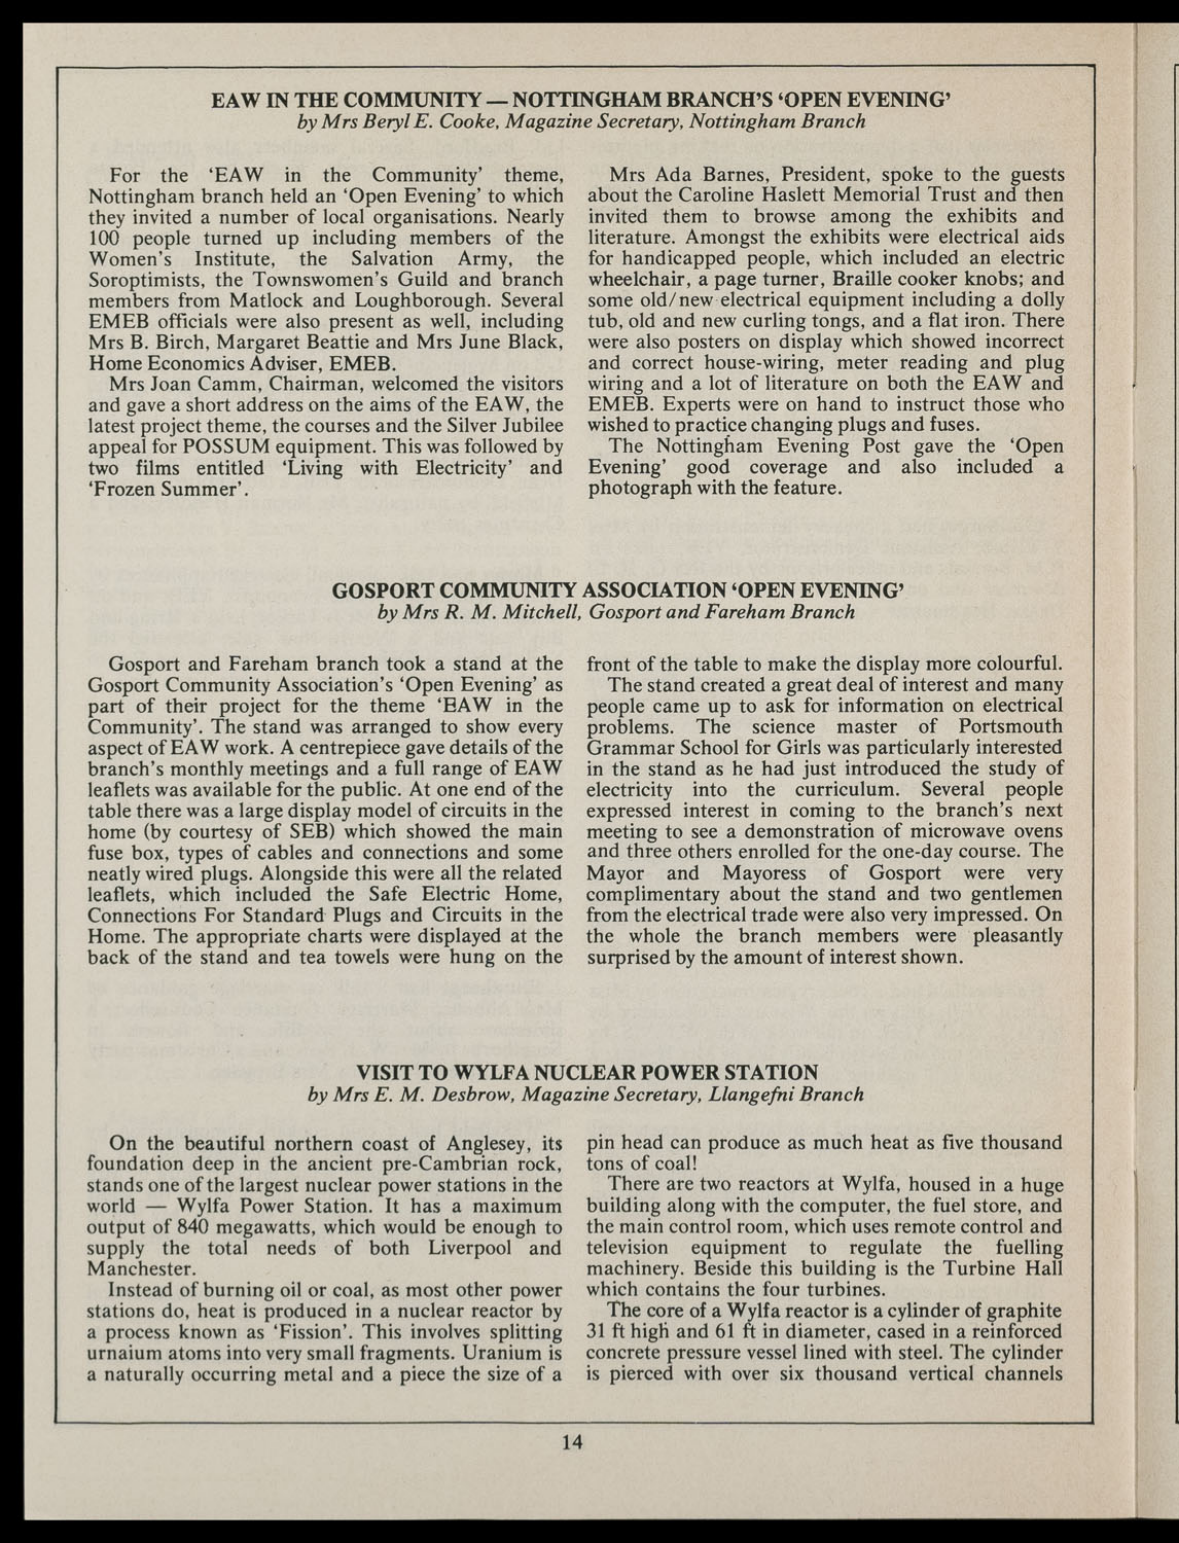 EAW IN THE COMMUNITY — NOTTINGHAM BRANCH'S 'OPEN EVENING'
by Mrs Beryl E. Cooke, Magazine Secretary, Nottingham Branch
For the 'EAW in the Community' theme,
Nottingham branch held an 'Open Evening' to which
they invited a number of local organisations. Nearly
100 people turned up including members of the
Women's Institute, the Salvation Army, the
Soroptimists, the Townswomen's Guild and branch
members from Matlock and Loughborough. Several
EMEB officials were also present as well, including
Mrs B. Birch, Margaret Beattie and Mrs June Black,
Home Economics Adviser, EMEB.
Mrs Joan Camm, Chairman, welcomed the visitors
and gave a short address on the aims of the EAW, the
latest project theme, the courses and the Silver Jubilee
appeal for POSSUM equipment. This was followed by
two films entitled 'Living with Electricity' and
'Frozen Summer'.
Mrs Ada Barnes, President, spoke to the guests
about the Caroline Haslett Memorial Trust and then
invited them to browse among the exhibits and
literature. Amongst the exhibits were electrical aids
for handicapped people, which included an electric
wheelchair, a page turner, Braille cooker knobs; and
some old/new electrical equipment including a dolly
tub, old and new curling tongs, and a flat iron. There
were also posters on display which showed incorrect
and correct house-wiring, meter reading and plug
wiring and a lot of literature on both the EAW and
EMEB. Experts were on hand to instruct those who
wished to practice changing plugs and fuses.
The Nottingham Evening Post gave the 'Open
Evening' good coverage and also included a
photograph with the feature.
GOSPORT COMMUNITY ASSOCIATION 'OPEN EVENING'
by Mrs R. M. Mitchell, Gosport and Fareham Branch
Gosport and Fareham branch took a stand at the
Gosport Community Association's 'Open Evening' as
part of their project for the theme 'EAW in the
Community'. The stand was arranged to show every
aspect of EAW work. A centrepiece gave details of the
branch's monthly meetings and a full range of EAW
leaflets was available for the public. At one end of the
table there was a large display model of circuits in the
home (by courtesy of SEB) which showed the main
fuse box, types of cables and connections and some
neatly wired plugs. Alongside this were all the related
leaflets, which included the Safe Electric Home,
Connections For Standard Plugs and Circuits in the
Home. The appropriate charts were displayed at the
back of the stand and tea towels were hung on the
front of the table to make the display more colourful.
The stand created a great deal of interest and many
people came up to ask for information on electrical
problems. The science master of Portsmouth
Grammar School for Girls was particularly interested
in the stand as he had just introduced the study of
electricity into the curriculum. Several people
expressed interest in coming to the branch's next
meeting to see a demonstration of microwave ovens
and three others enrolled for the one-day course. The
Mayor and Mayoress of Gosport were very
complimentary about the stand and two gentlemen
from the electrical trade were also very impressed. On
the whole the branch members were pleasantly
surprised by the amount of interest shown.
VISIT TO WYLFA NUCLEAR POWER STATION
by Mrs E. M. Desbrow, Magazine Secretary, Llangefni Branch
On the beautiful northern coast of Anglesey, its
foundation deep in the ancient pre-Cambrian rock,
stands one of the largest nuclear power stations in the
world — Wylfa Power Station. It has a maximum
output of 840 megawatts, which would be enough to
supply the total needs of both Liverpool and
Manchester.
Instead of burning oil or coal, as most other power
stations do, heat is produced in a nuclear reactor by
a process known as 'Fission'. This involves splitting
urnaium atoms into very small fragments. Uranium is
a naturally occurring metal and a piece the size of a
pin head can produce as much heat as five thousand
tons of coal!
There are two reactors at Wylfa, housed in a huge
building along with the computer, the fuel store, and
the main control room, which uses remote control and
television equipment to regulate the fuelling
machinery. Beside this building is the Turbine Hall
which contains the four turbines.
The core of a Wylfa reactor is a cylinder of graphite
31 ft high and 61 ft in diameter, cased in a reinforced
concrete pressure vessel lined with steel. The cylinder
is pierced with over six thousand vertical channels
14